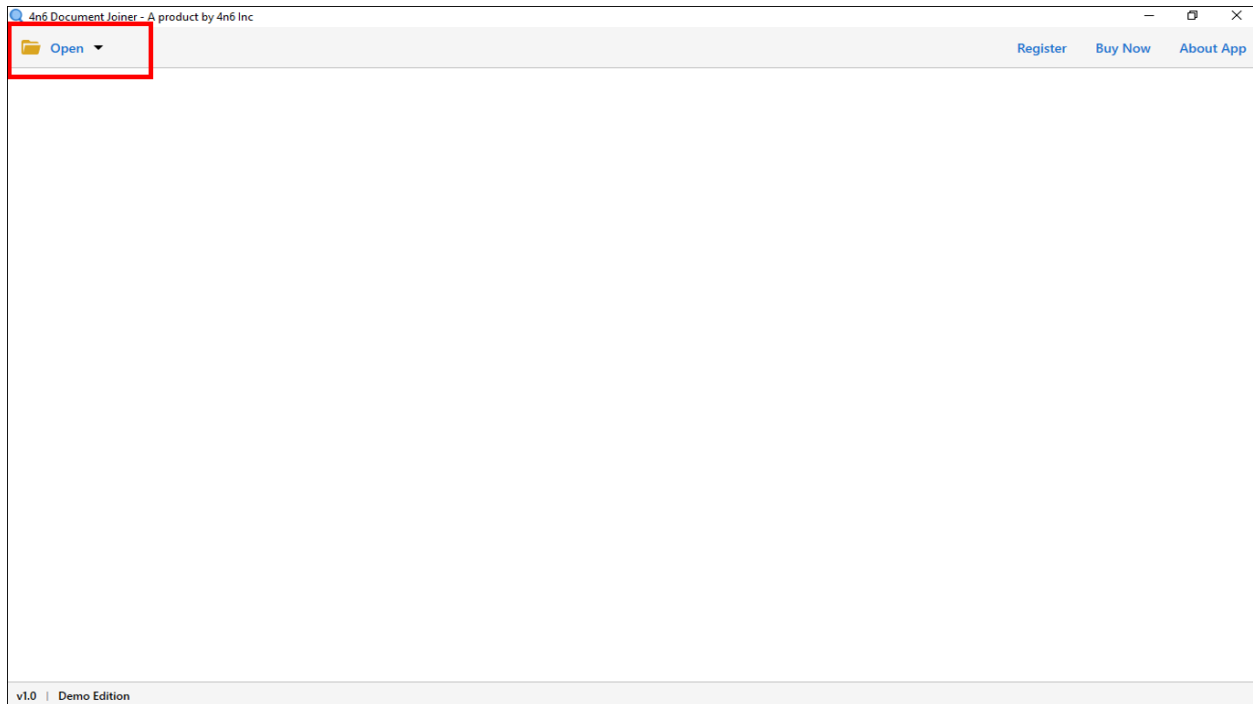 4n6 Document Joiner - A product by 4n6 Inc
Open Register Buy Now About App
v1.0 | Demo Edition